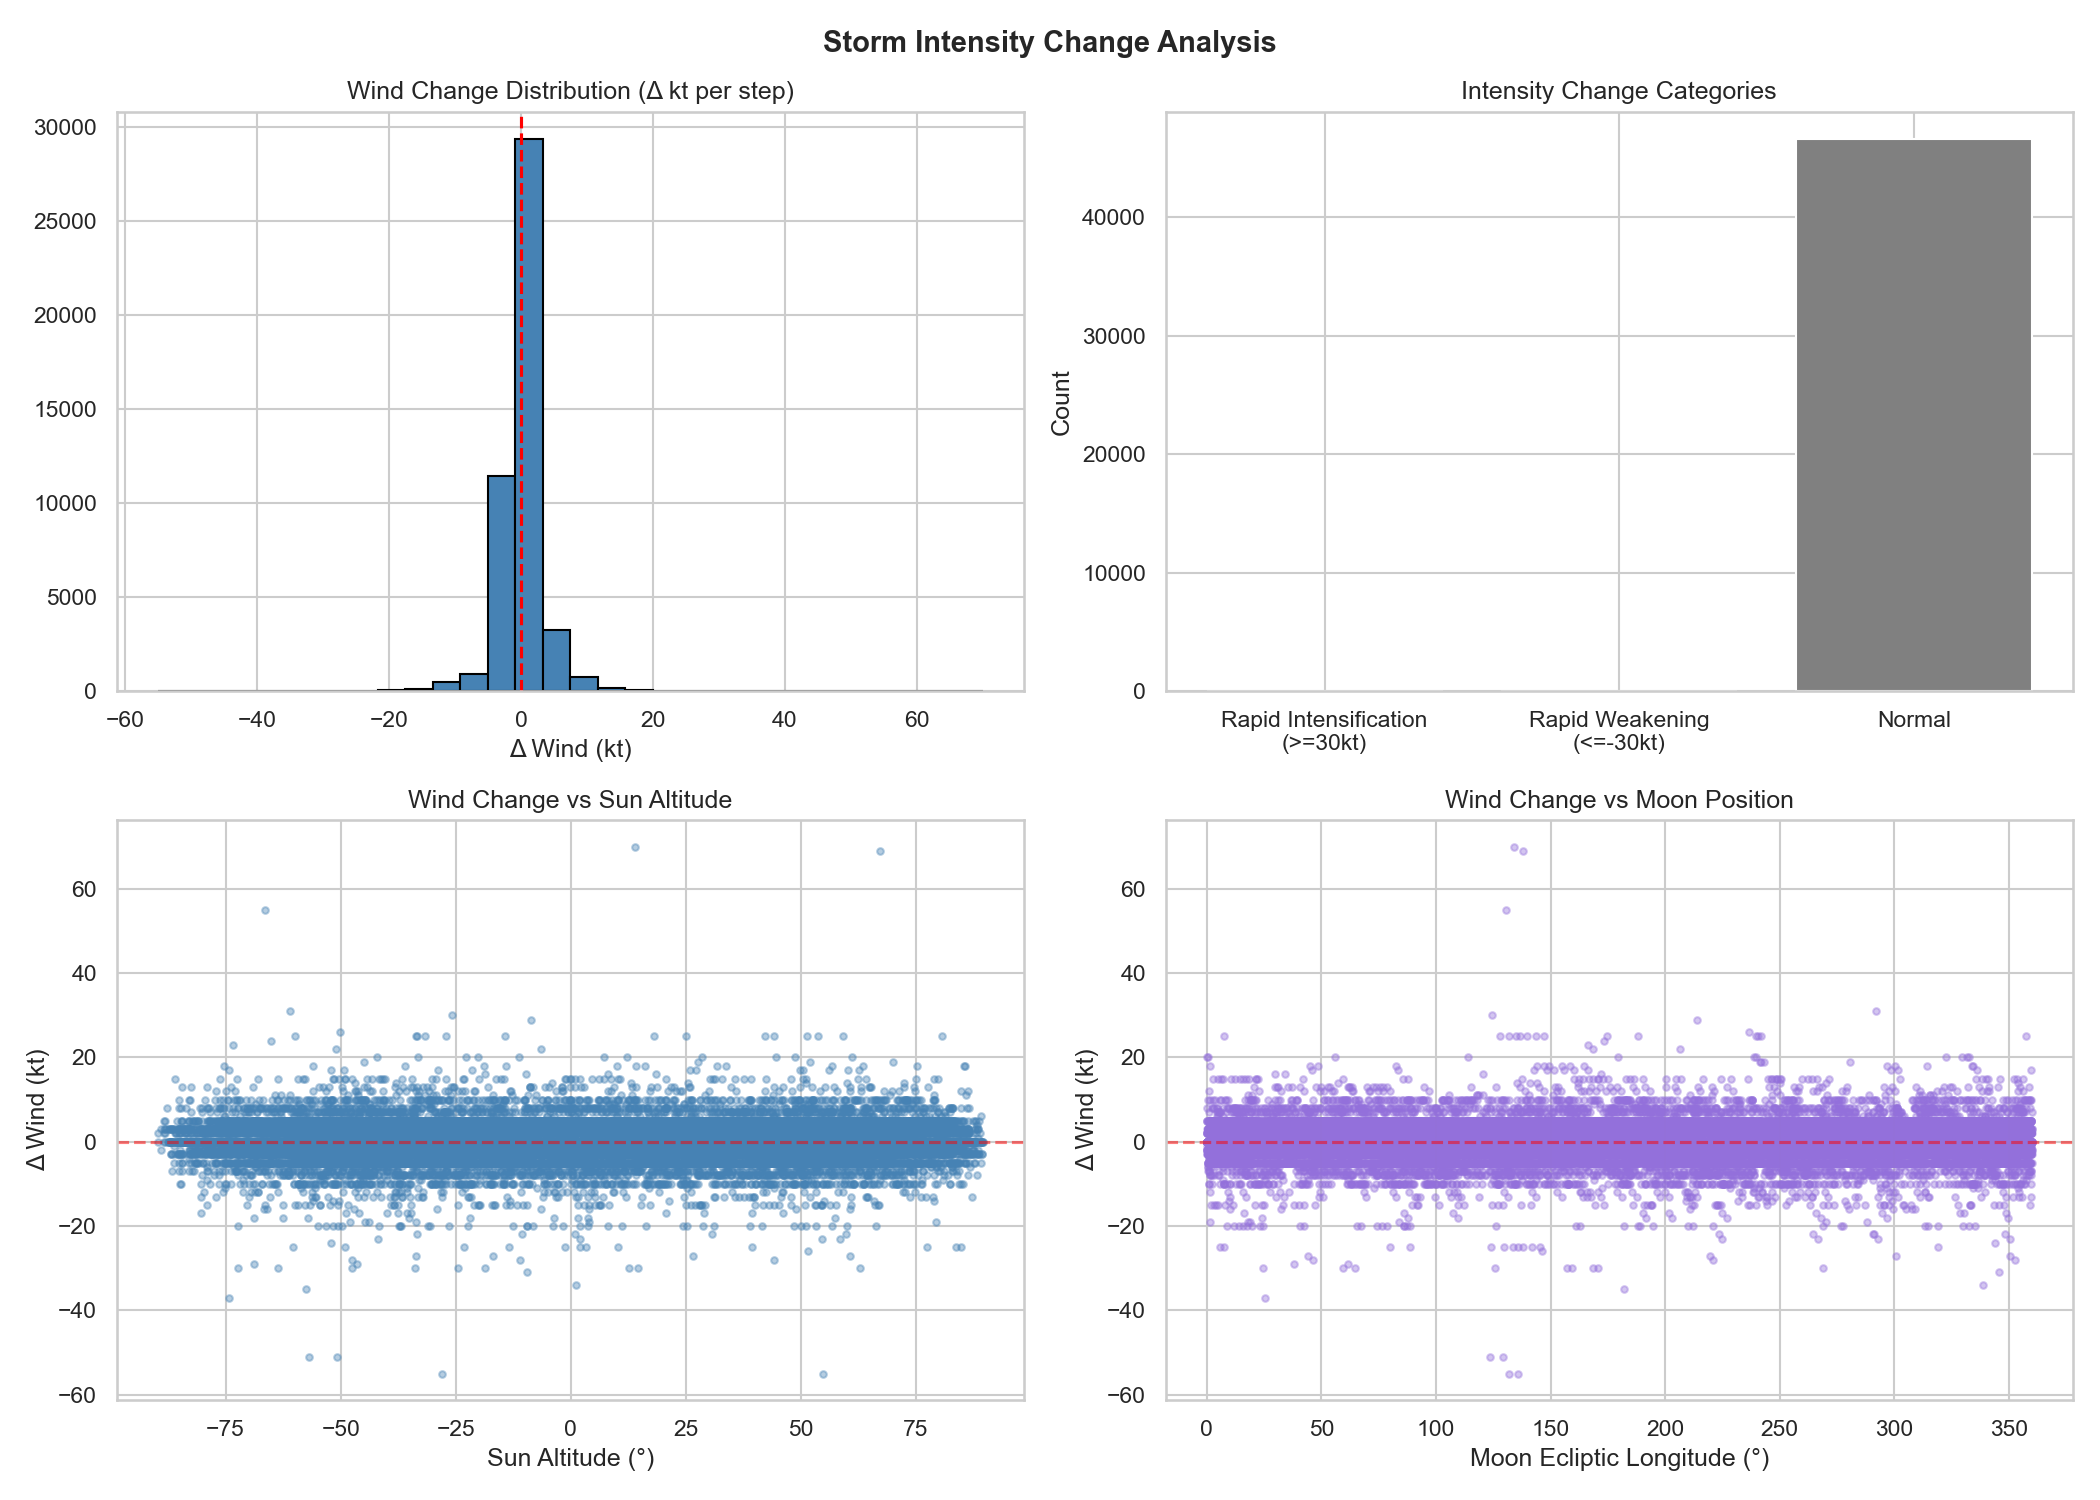 Storm Intensity Change Analysis
Wind Change Distribution (Δ kt per step)
30000
25000
20000
15000
10000
5000
0
−60 −40 −20 0 20 40 60
Δ Wind (kt)
Intensity Change Categories
Count
40000
30000
20000
10000
0
Rapid Intensification
(>=30kt)
Rapid Weakening
(<=-30kt)
Normal
Wind Change vs Sun Altitude
Δ Wind (kt)
60
40
20
0
−20
−40
−60
−75 −50 −25 0 25 50 75
Sun Altitude (°)
Wind Change vs Moon Position
Δ Wind (kt)
60
40
20
0
−20
−40
−60
0 50 100 150 200 250 300 350
Moon Ecliptic Longitude (°)